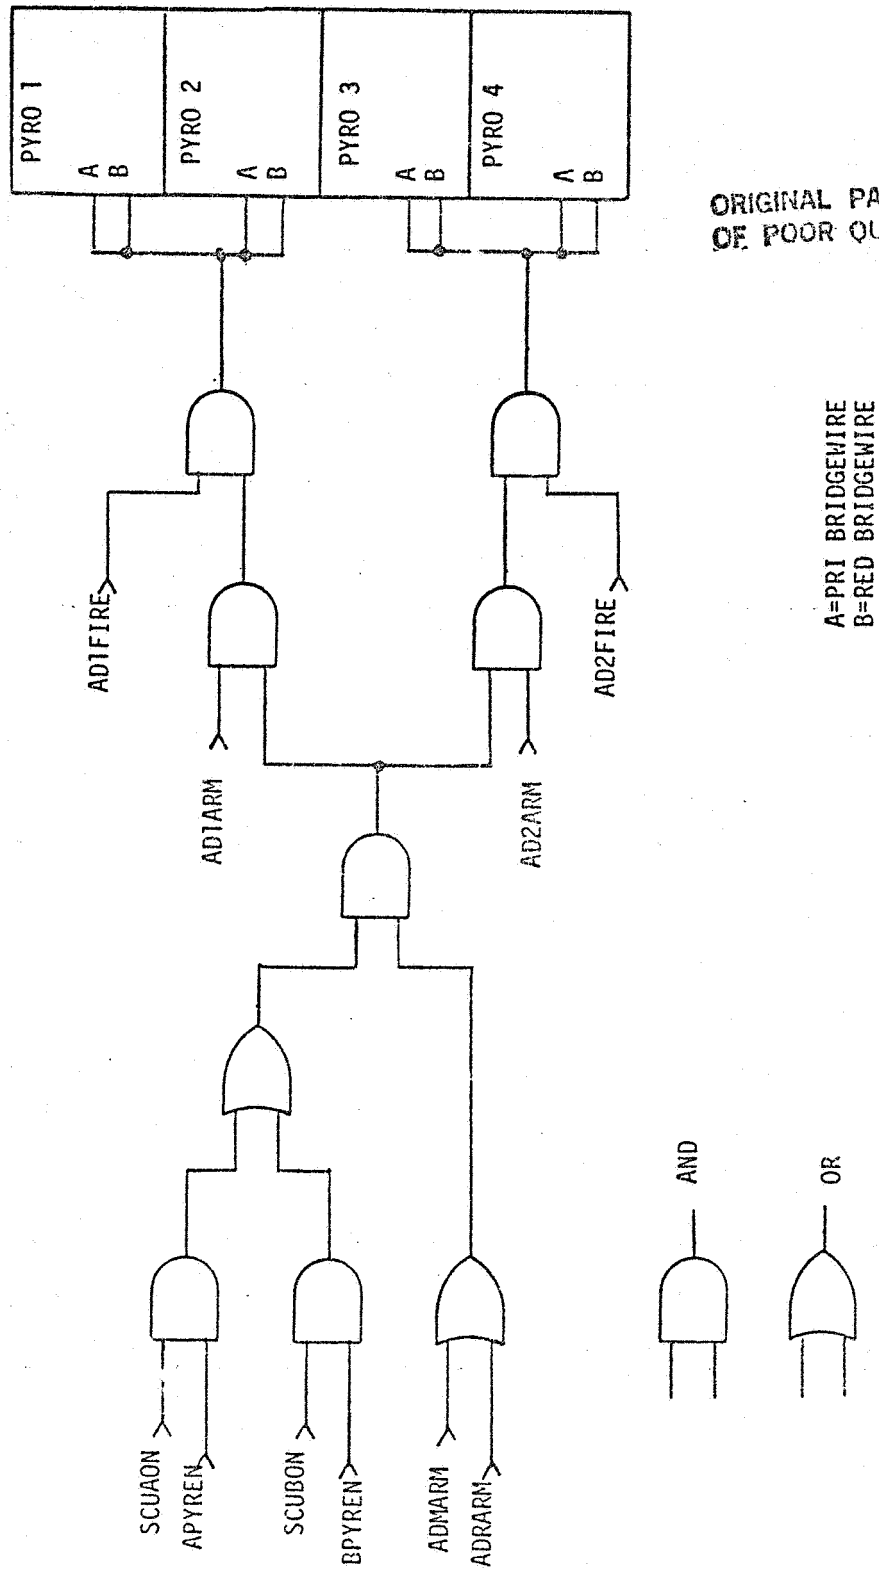 PYRO 1
A
B
PYRO 2
A
B
PYRO 3
A
B
PYRO 4
A
B
AD1FIRE
AD2FIRE
AD1ARM
AD2ARM
SCUAON
APYREN
SCUBON
BPYREN
ADMARM
ADRARM
AND
OR
A=PRI BRIDGEWIRE
B=RED BRIDGEWIRE
ORIGINAL PA
OF POOR QU